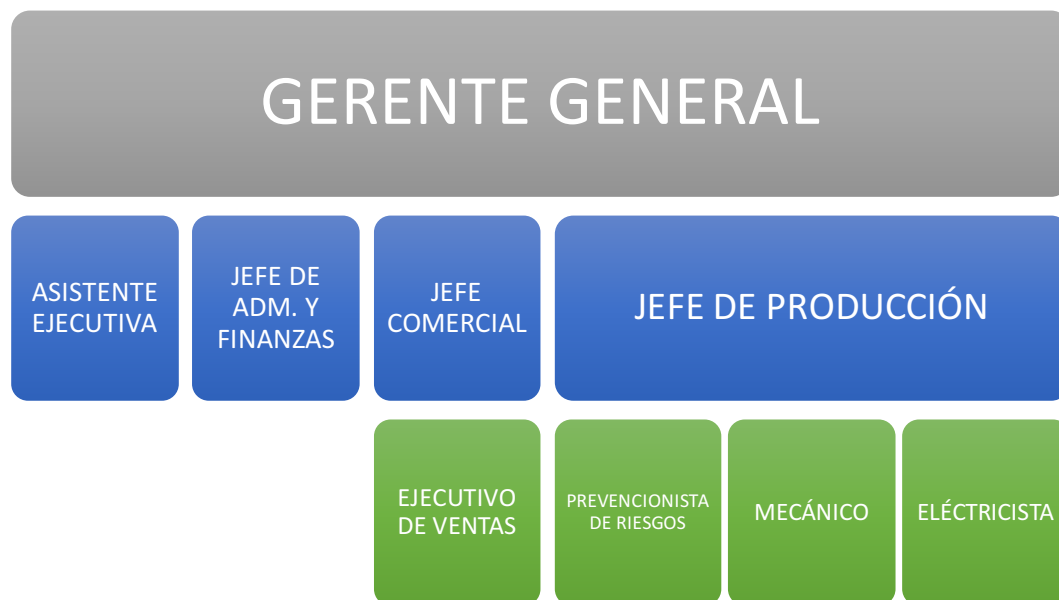 GERENTE GENERAL
ASISTENTE
EJECUTIVA
JEFE DE
ADM. Y
FINANZAS
JEFE
COMERCIAL
JEFE DE PRODUCCIÓN
EJECUTIVO
DE VENTAS
PREVENCIONISTA
DE RIESGOS
MECÁNICO
ELÉCTRICISTA